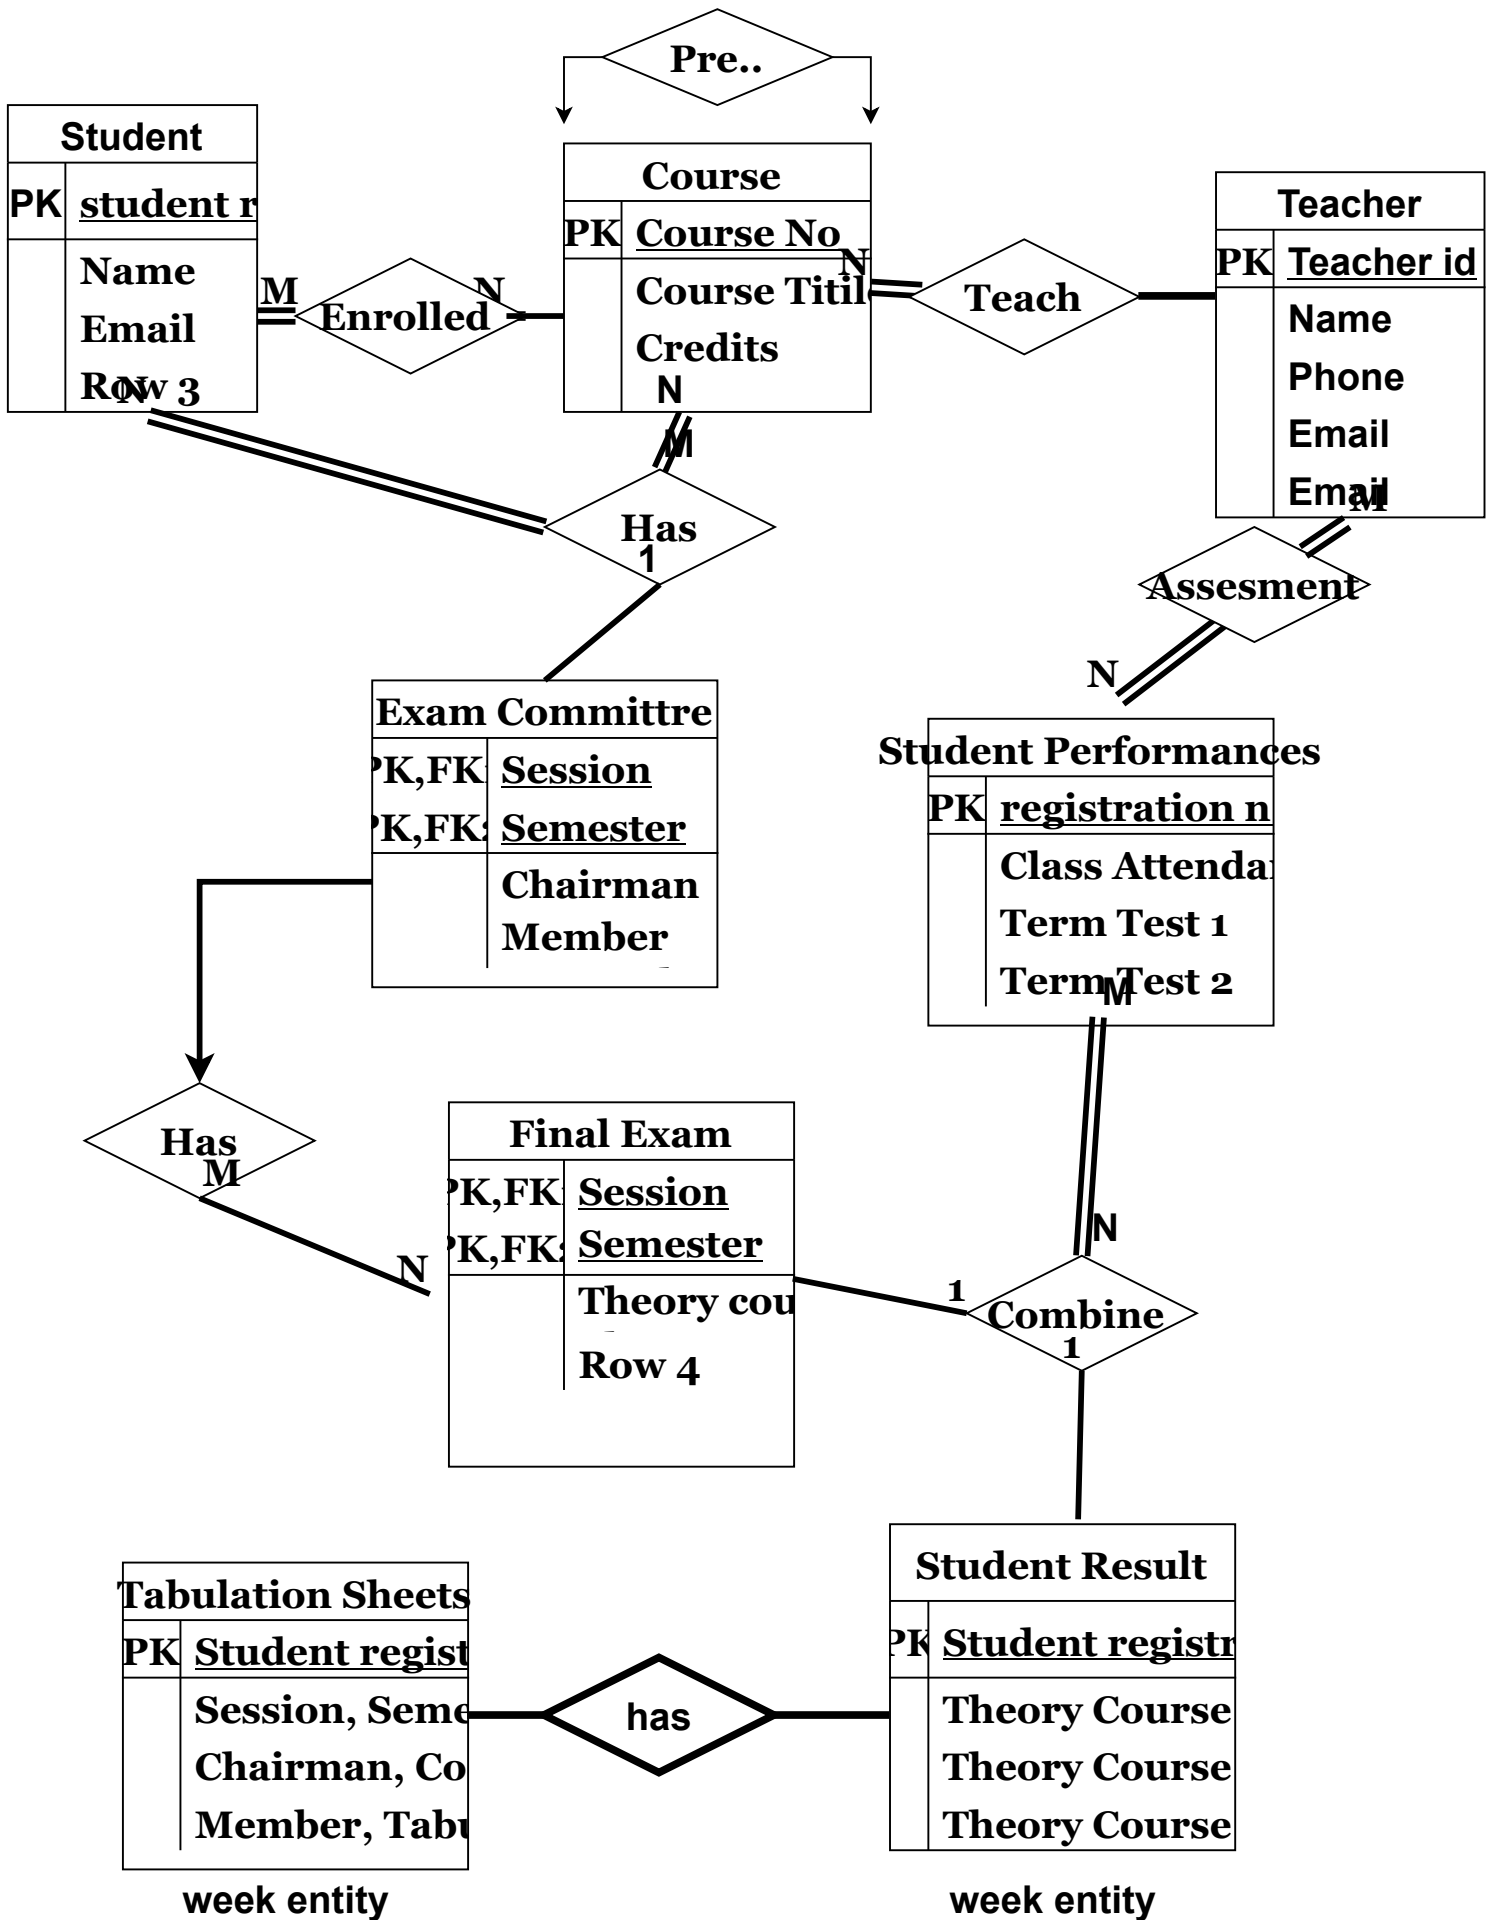 Pre..
Student
PK student r
Name
Email
Row 3
M
Enrolled
N
N
Course
PK Course No
Course Titil
Credits
N
M
N
Teach
Teacher
PK Teacher id
Name
Phone
Email
Email
M
Has
1
Assesment
N
Exam Committre
PK,FK Session
PK,FK Semester
Chairman
Member
Student Performances
PK registration n
Class Attenda
Term Test 1
Term Test 2
M
Has
M
N
Final Exam
PK,FK Session
PK,FK Semester
Theory cou
Row 4
N
1
Combine
1
Tabulation Sheets
PK Student regist
Session, Seme
Chairman, Co
Member, Tabu
week entity
has
Student Result
PK Student registr
Theory Course
Theory Course
Theory Course
week entity